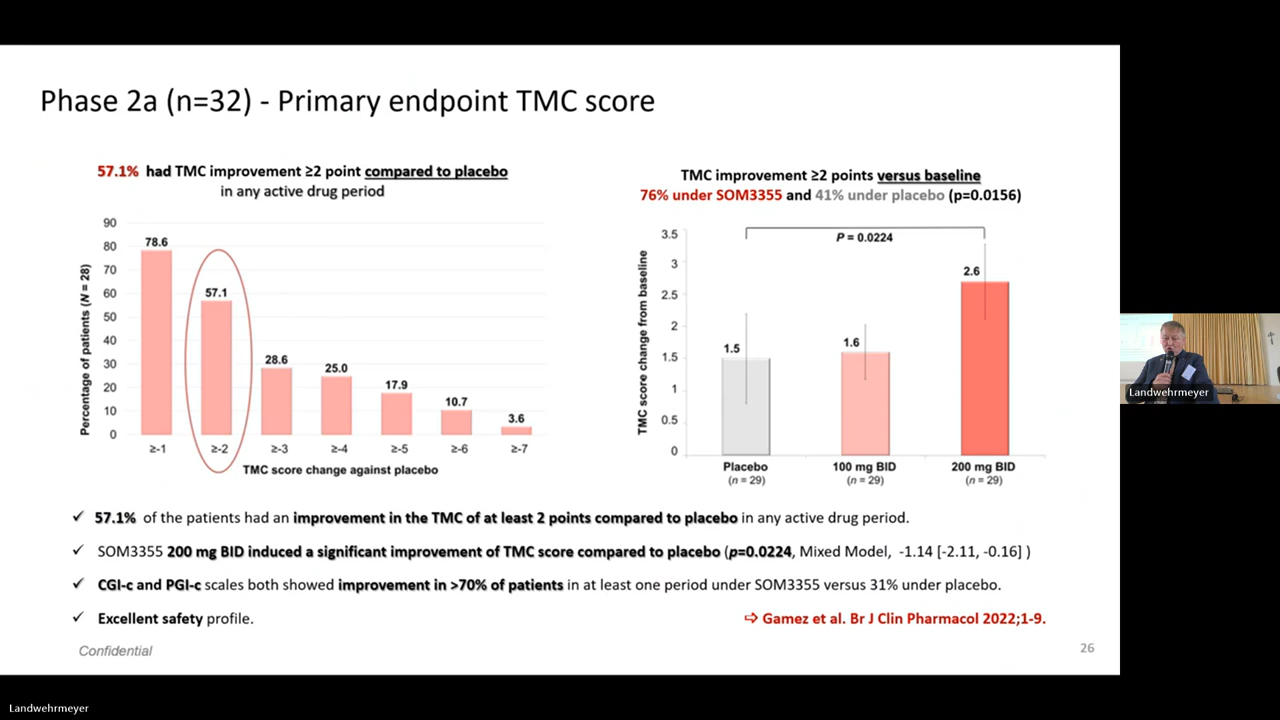 Phase 2a (n=32) - Primary endpoint TMC score
57.1% had TMC improvement ≥2 point compared to placebo
in any active drug period
Percentage of patients (N = 28)
90
80
70
60
50
40
30
20
10
0
78.6
57.1
28.6
25.0
17.9
10.7
3.6
≥-1
≥-2
≥-3
≥-4
≥-5
≥-6
≥-7
TMC score change against placebo
TMC improvement ≥2 points versus baseline
76% under SOM3355 and 41% under placebo (p=0.0156)
TMC score change from baseline
3.5
3
2.5
2
1.5
1
0.5
0
P = 0.0224
1.5
1.6
2.6
Placebo
(n = 29)
100 mg BID
(n = 29)
200 mg BID
(n = 29)
✓ 57.1% of the patients had an improvement in the TMC of at least 2 points compared to placebo in any active drug period.
✓ SOM3355 200 mg BID induced a significant improvement of TMC score compared to placebo (p=0.0224, Mixed Model, -1.14 [-2.11, -0.16] )
✓ CGI-c and PGI-c scales both showed improvement in >70% of patients in at least one period under SOM3355 versus 31% under placebo.
✓ Excellent safety profile.
⇨ Gamez et al. Br J Clin Pharmacol 2022;1-9.
Confidential
26
Landwehrmeyer
Landwehrmeyer